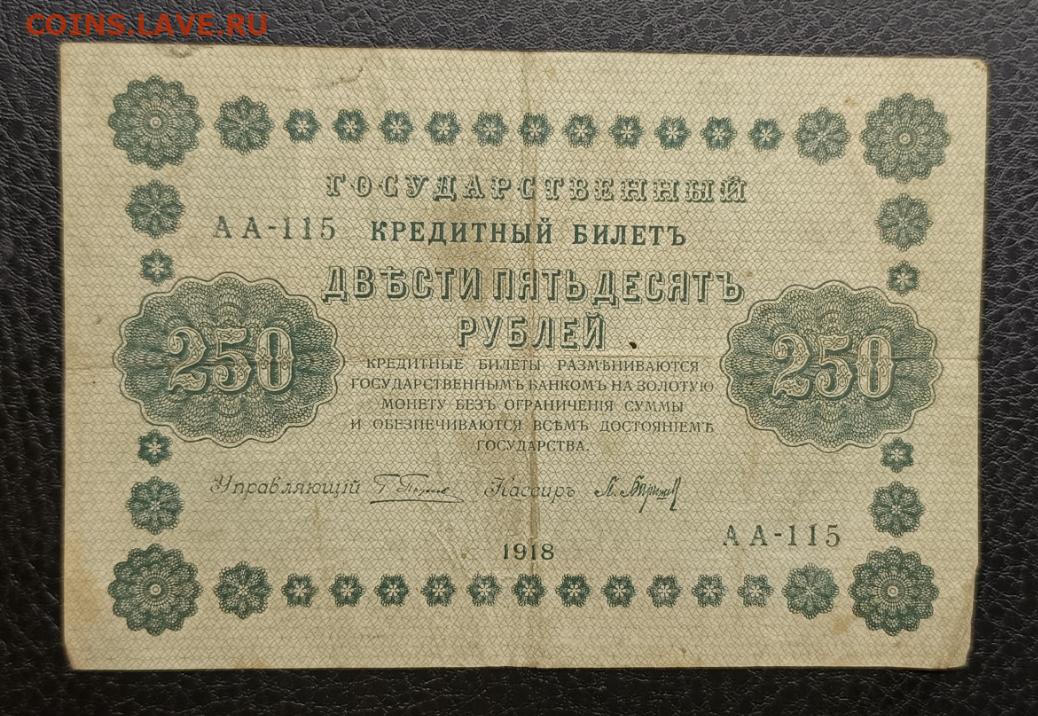 COINS.LAVE.RU
ГОСУДАРСТВЕННЫЙ
АА-115 КРЕДИТНЫЙ БИЛЕТЪ
ДВѢСТИ ПЯТЬДЕСЯТЪ
РУБЛЕЙ
250
250
КРЕДИТНЫЕ БИЛЕТЫ РАЗМѢНИВАЮТСЯ
ГОСУДАРСТВЕННЫМЪ БАНКОМЪ НА ЗОЛОТУЮ
МОНЕТУ БЕЗЪ ОГРАНИЧЕНІЯ СУММЫ
И ОБЕЗПЕЧИВАЮТСЯ ВСѢМЪ ДОСТОЯНІЕМЪ
ГОСУДАРСТВА.
Управляющій Кассиръ
АА-115
1918